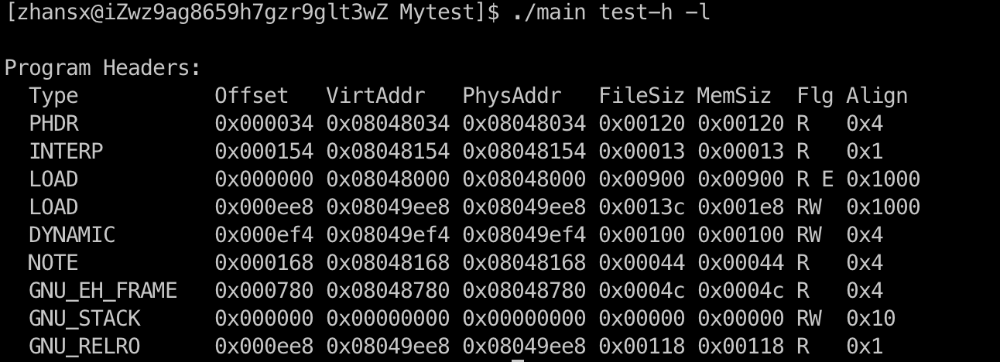 [zhansx@iZwz9ag8659h7gzr9glt3wZ Mytest]$ ./main test-h -l
Program Headers:
  Type           Offset   VirtAddr   PhysAddr   FileSiz MemSiz  Flg Align
  PHDR           0x000034 0x08048034 0x08048034 0x00120 0x00120 R   0x4
  INTERP         0x000154 0x08048154 0x08048154 0x00013 0x00013 R   0x1
  LOAD           0x000000 0x08048000 0x08048000 0x00900 0x00900 R E 0x1000
  LOAD           0x000ee8 0x08049ee8 0x08049ee8 0x0013c 0x001e8 RW  0x1000
  DYNAMIC        0x000ef4 0x08049ef4 0x08049ef4 0x00100 0x00100 RW  0x4
  NOTE           0x000168 0x08048168 0x08048168 0x00044 0x00044 R   0x4
  GNU_EH_FRAME   0x000780 0x08048780 0x08048780 0x0004c 0x0004c R   0x4
  GNU_STACK      0x000000 0x00000000 0x00000000 0x00000 0x00000 RW  0x10
  GNU_RELRO      0x000ee8 0x08049ee8 0x08049ee8 0x00118 0x00118 R   0x1